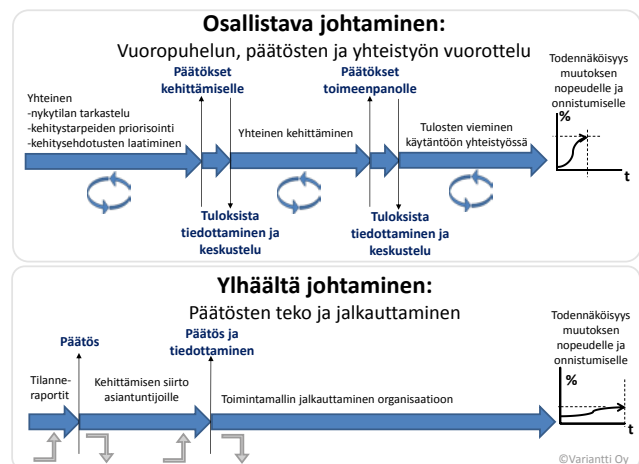 Osallistava johtaminen:
Vuoropuhelun, päätösten ja yhteistyön vuorottelu
Päätökset
kehittämiselle
Päätökset
toimeenpanolle
Todennäköisyys
muutoksen
nopeudelle ja
onnistumiselle
Yhteinen
-nykytilan tarkastelu
-kehitystarpeiden priorisointi
-kehitysehdotusten laatiminen
Yhteinen kehittäminen
Tulosten vieminen
käytäntöön yhteistyössä
%
t
Tuloksista
tiedottaminen ja
keskustelu
Tuloksista
tiedottaminen ja
keskustelu
Ylhäältä johtaminen:
Päätösten teko ja jalkauttaminen
Päätös
Päätös ja
tiedottaminen
Todennäköisyys
muutoksen
nopeudelle ja
onnistumiselle
Tilanne-
raportit
Kehittämisen siirto
asiantuntijoille
Toimintamallin jalkauttaminen organisaatioon
%
t
©Variantti Oy